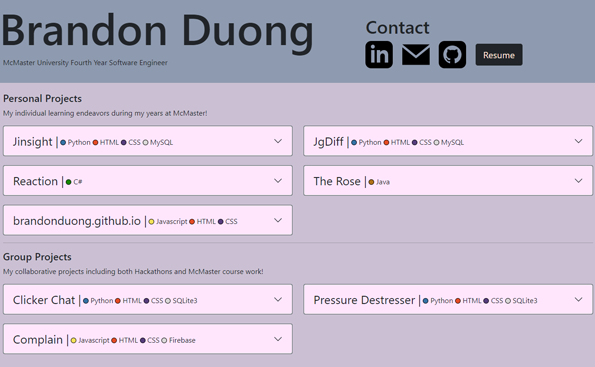 Brandon Duong
McMaster University Fourth Year Software Engineer
Contact
in
Resume
Personal Projects
My individual learning endeavors during my years at McMaster!
Jinsight | Python HTML CSS MySQL
JgDiff | Python HTML CSS MySQL
Reaction | C#
The Rose | Java
brandonduong.github.io | Javascript HTML CSS
Group Projects
My collaborative projects including both Hackathons and McMaster course work!
Clicker Chat | Python HTML CSS SQLite3
Pressure Destresser | Python HTML CSS SQLite3
Complain | Javascript HTML CSS Firebase